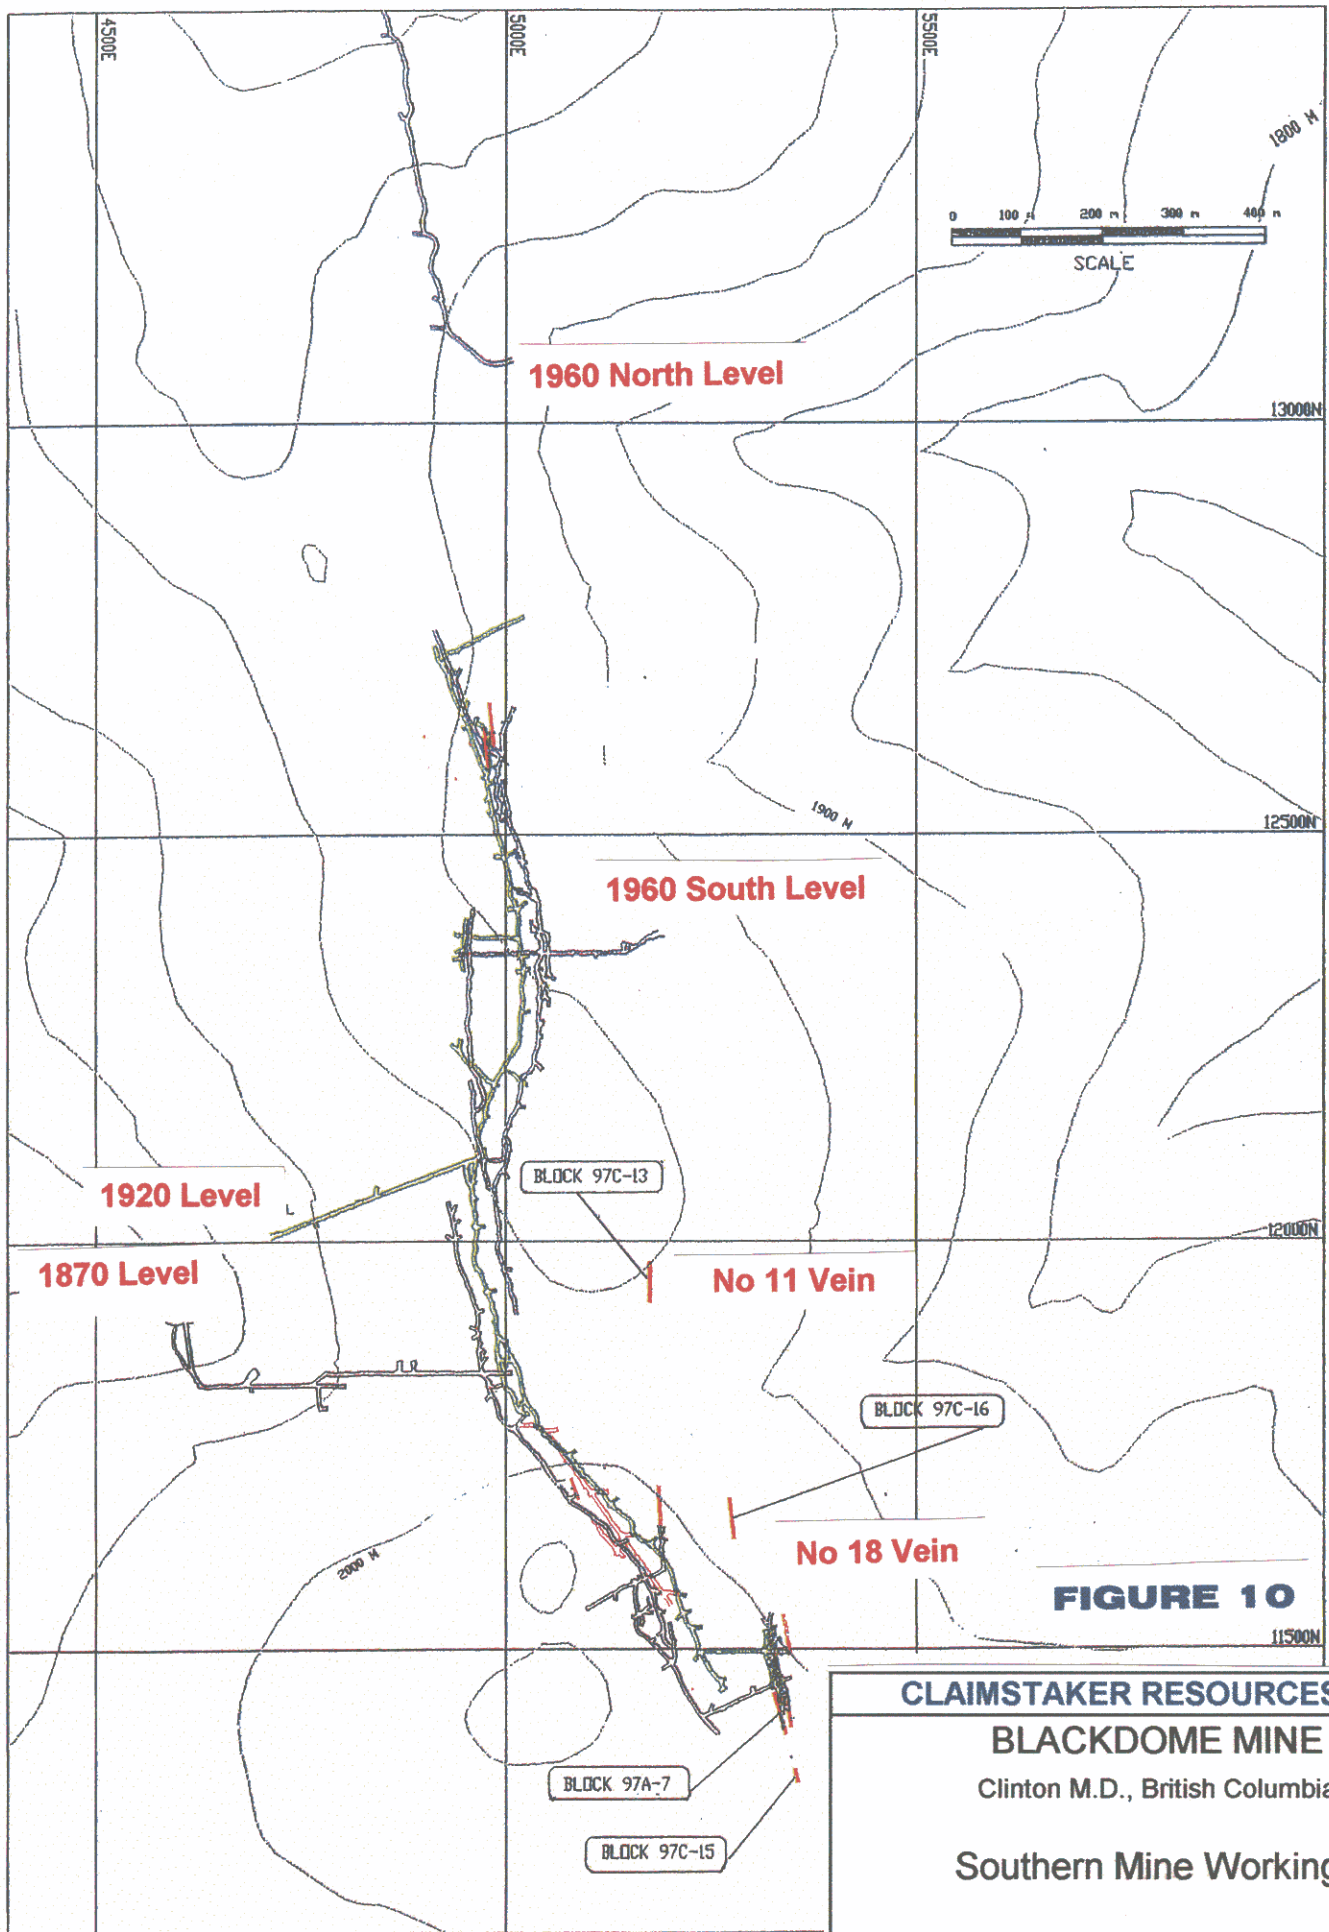 4500E
5000E
5500E
1800 M
0 100 m 200 m 300 m 400 m
SCALE
1960 North Level
13000N
1900 M
12500N
1960 South Level
BLOCK 97C-13
1920 Level
L
12000N
1870 Level
No 11 Vein
BLOCK 97C-16
No 18 Vein
2000 M
FIGURE 10
11500N
CLAIMSTAKER RESOURCES
BLACKDOME MINE
Clinton M.D., British Columbia
BLOCK 97A-7
BLOCK 97C-15
Southern Mine Working